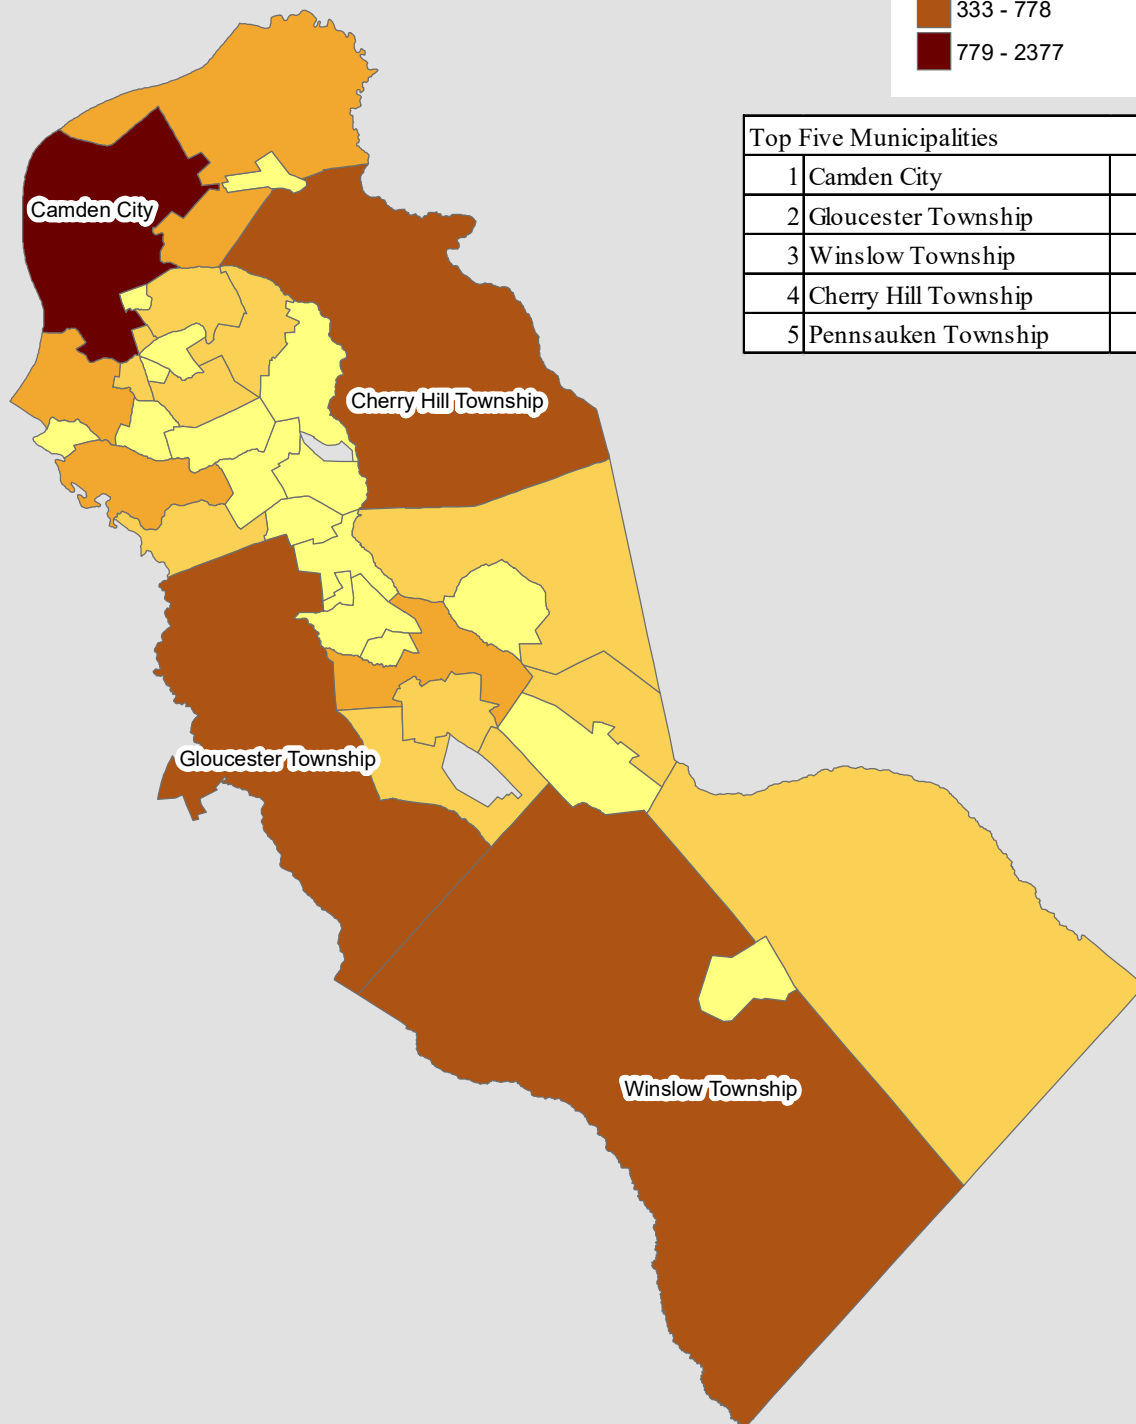 333 - 778
779 - 2377
Top Five Municipalities
1 Camden City
2 Gloucester Township
3 Winslow Township
4 Cherry Hill Township
5 Pennsauken Township
Camden City
Cherry Hill Township
Gloucester Township
Winslow Township